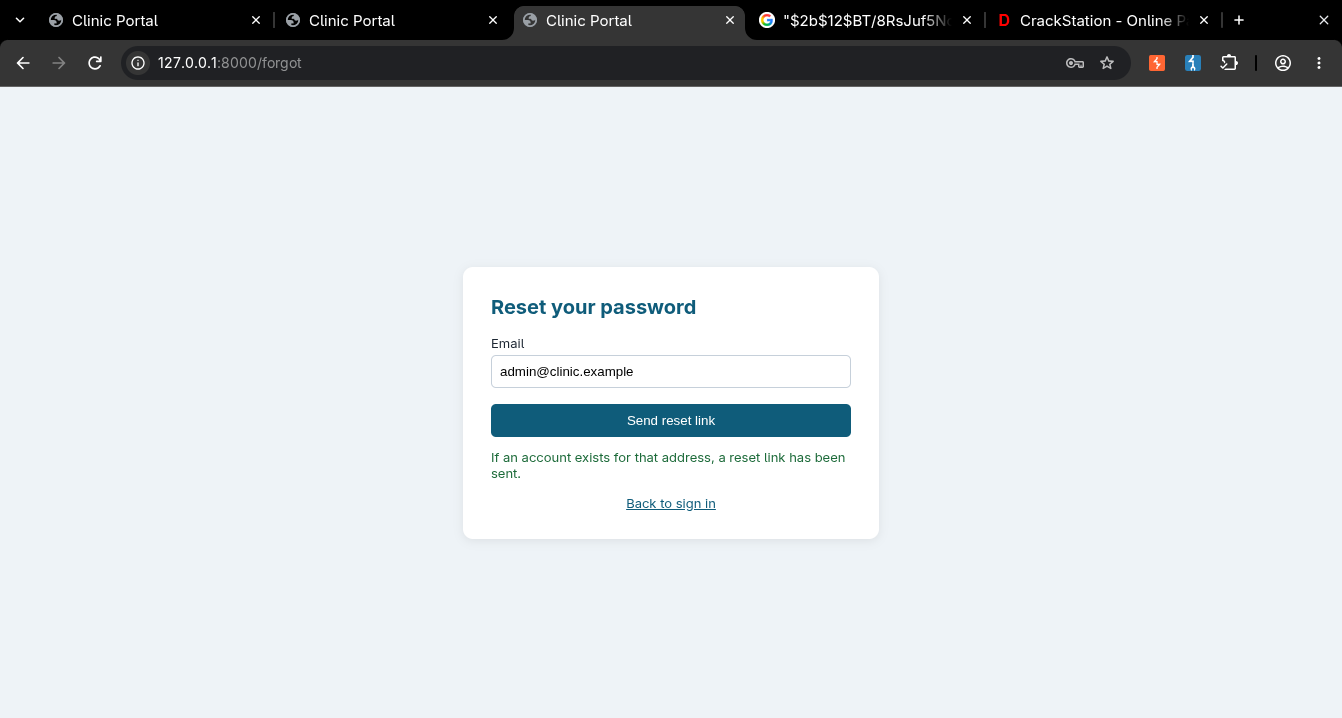 Clinic Portal
Clinic Portal
Clinic Portal
"$2b$12$BT/8RsJuf5N
CrackStation - Online P
127.0.0.1:8000/forgot
Reset your password
Email
admin@clinic.example
Send reset link
If an account exists for that address, a reset link has been
sent.
Back to sign in